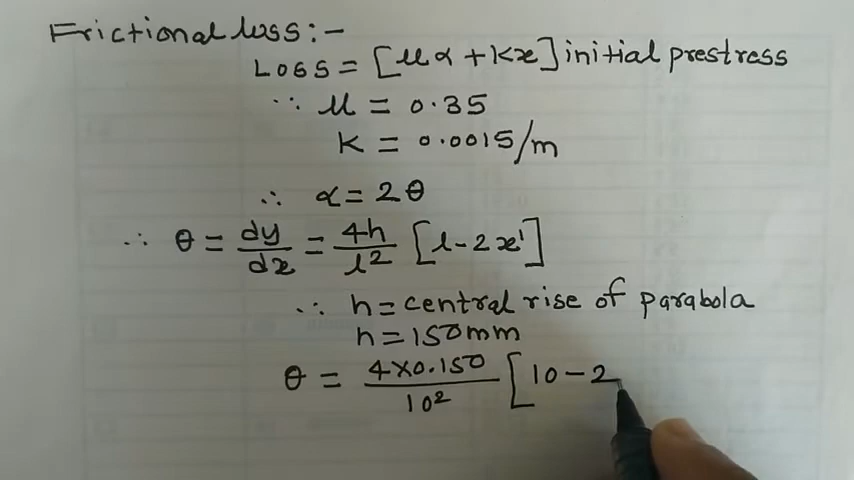 Frictional loss:-
Loss = [μα + Kx] initial prestress
∵ μ = 0.35
K = 0.0015/m
∴ α = 2θ
∴ θ = dy/dx = 4h/l² [l - 2x']
∴ h = central rise of parabola
h = 150mm
θ = 4×0.150/10² [10 - 2